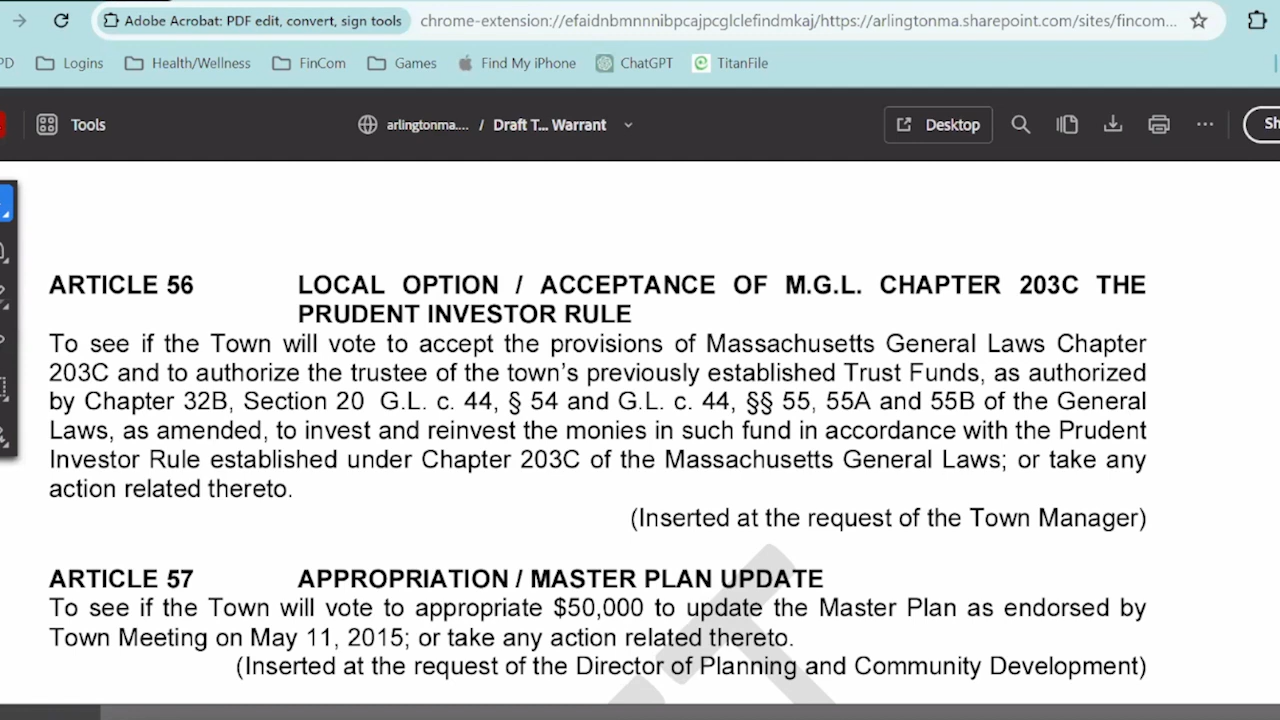 Adobe Acrobat: PDF edit, convert, sign tools chrome-extension://efaidnbmnnnibpcajpcglclefindmkaj/https://arlingtonma.sharepoint.com/sites/fincom...
PD Logins Health/Wellness FinCom Games Find My iPhone ChatGPT TitanFile
Tools arlingtonma.... / Draft T... Warrant Desktop Sh
ARTICLE 56 LOCAL OPTION / ACCEPTANCE OF M.G.L. CHAPTER 203C THE
PRUDENT INVESTOR RULE
To see if the Town will vote to accept the provisions of Massachusetts General Laws Chapter
203C and to authorize the trustee of the town’s previously established Trust Funds, as authorized
by Chapter 32B, Section 20 G.L. c. 44, § 54 and G.L. c. 44, §§ 55, 55A and 55B of the General
Laws, as amended, to invest and reinvest the monies in such fund in accordance with the Prudent
Investor Rule established under Chapter 203C of the Massachusetts General Laws; or take any
action related thereto.
(Inserted at the request of the Town Manager)
ARTICLE 57 APPROPRIATION / MASTER PLAN UPDATE
To see if the Town will vote to appropriate $50,000 to update the Master Plan as endorsed by
Town Meeting on May 11, 2015; or take any action related thereto.
(Inserted at the request of the Director of Planning and Community Development)